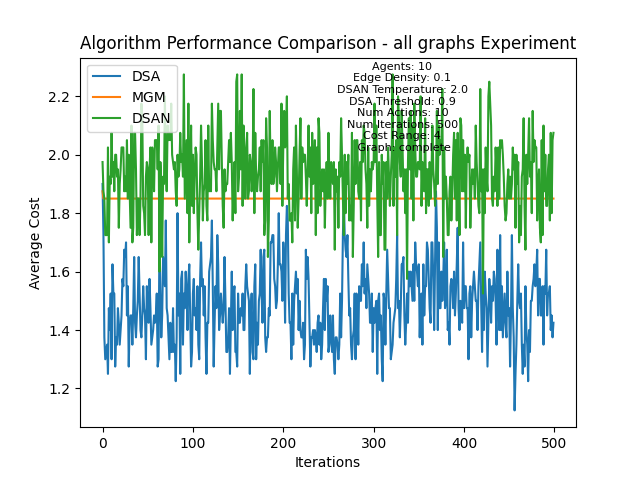 Algorithm Performance Comparison - all graphs Experiment
DSA
MGM
DSAN
Agents: 10
Edge Density: 0.1
DSAN Temperature: 2.0
DSA Threshold: 0.9
Num Actions: 10
Num Iterations: 500
Cost Range: 4
Graph: complete
Average Cost
2.2
2.0
1.8
1.6
1.4
1.2
0 100 200 300 400 500
Iterations